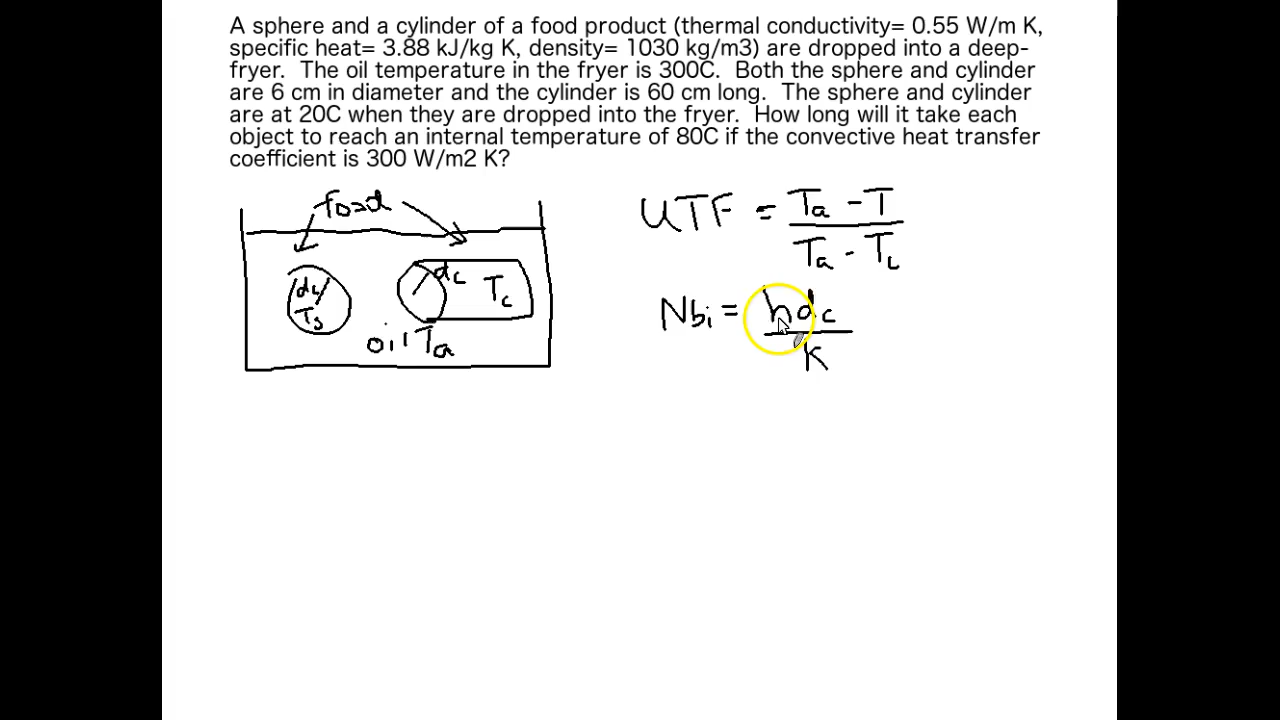 A sphere and a cylinder of a food product (thermal conductivity= 0.55 W/m K,
specific heat= 3.88 kJ/kg K, density= 1030 kg/m3) are dropped into a deep-
fryer.  The oil temperature in the fryer is 300C.  Both the sphere and cylinder
are 6 cm in diameter and the cylinder is 60 cm long.  The sphere and cylinder
are at 20C when they are dropped into the fryer.  How long will it take each
object to reach an internal temperature of 80C if the convective heat transfer
coefficient is 300 W/m2 K?
food
UTF = Ta - T
Ta - Ti
dc
Ts
dc
Tc
oil Ta
Nbi = hdc
K